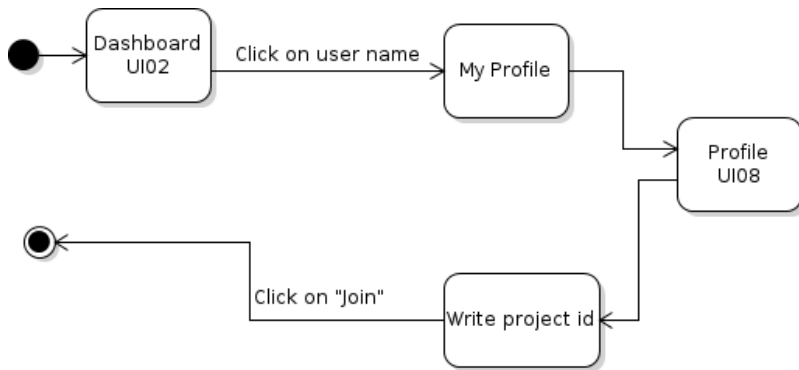 Dashboard
UI02
Click on user name
My Profile
Profile
UI08
Click on "Join"
Write project id